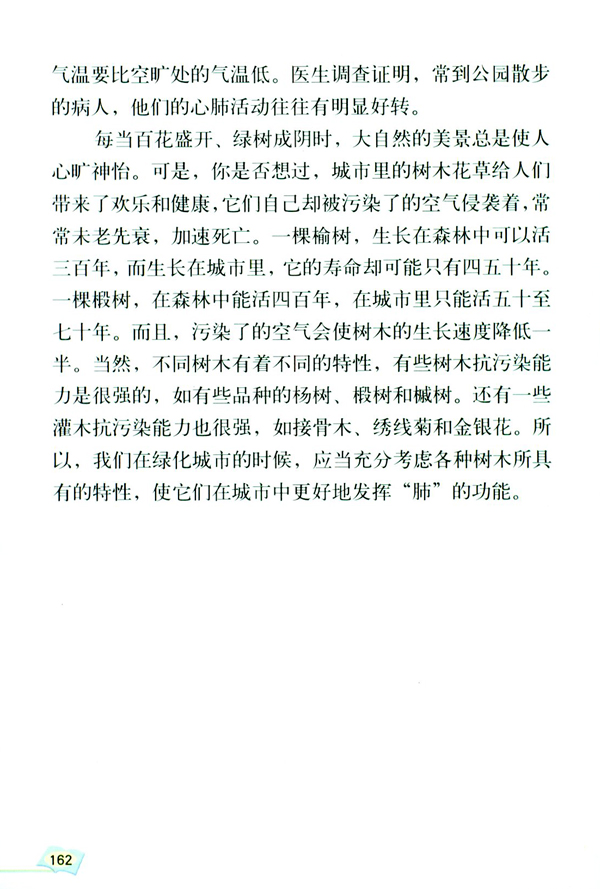 气温要比空旷处的气温低。医生调查证明，常到公园散步
的病人，他们的心肺活动往往有明显好转。
每当百花盛开、绿树成阴时，大自然的美景总是使人
心旷神怡。可是，你是否想过，城市里的树木花草给人们
带来了欢乐和健康，它们自己却被污染了的空气侵袭着，常
常未老先衰，加速死亡。一棵榆树，生长在森林中可以活
三百年，而生长在城市里，它的寿命却可能只有四五十年。
一棵椴树，在森林中能活四百年，在城市里只能活五十至
七十年。而且，污染了的空气会使树木的生长速度降低一
半。当然，不同树木有着不同的特性，有些树木抗污染能
力是很强的，如有些品种的杨树、椴树和槭树。还有一些
灌木抗污染能力也很强，如接骨木、绣线菊和金银花。所
以，我们在绿化城市的时候，应当充分考虑各种树木所具
有的特性，使它们在城市中更好地发挥“肺”的功能。
162